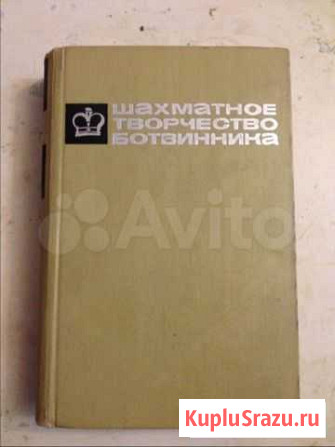 ШАХМАТНОЕ
ТВОРЧЕСТВО
БОТВИННИКА
Avito
KupluSrazu.ru